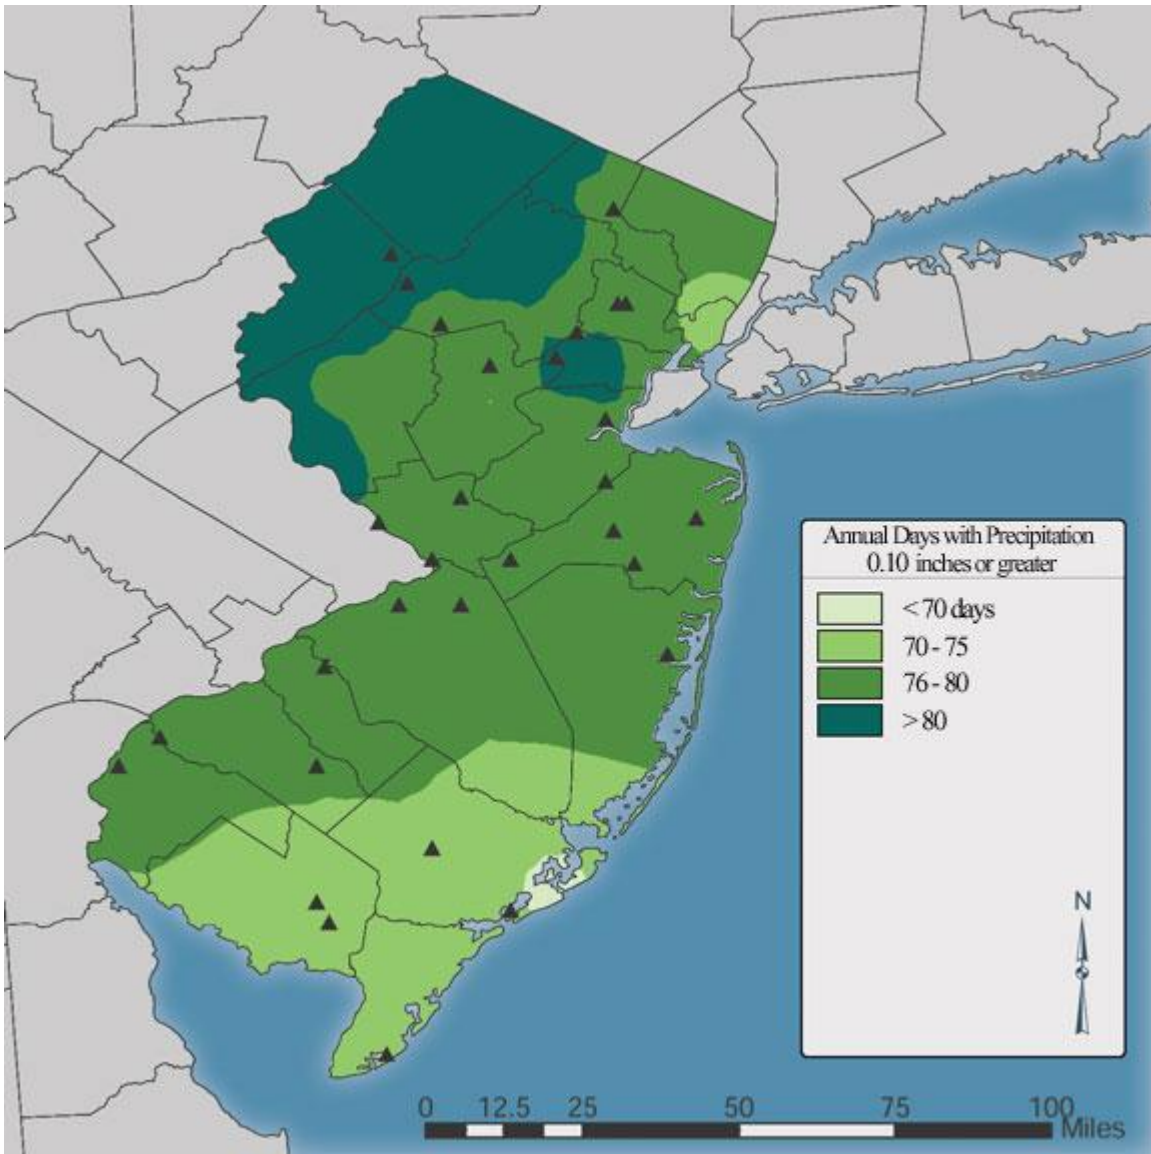 Annual Days with Precipitation
0.10 inches or greater
< 70 days
70 - 75
76 - 80
> 80
N
0 12.5 25 50 75 100
Miles